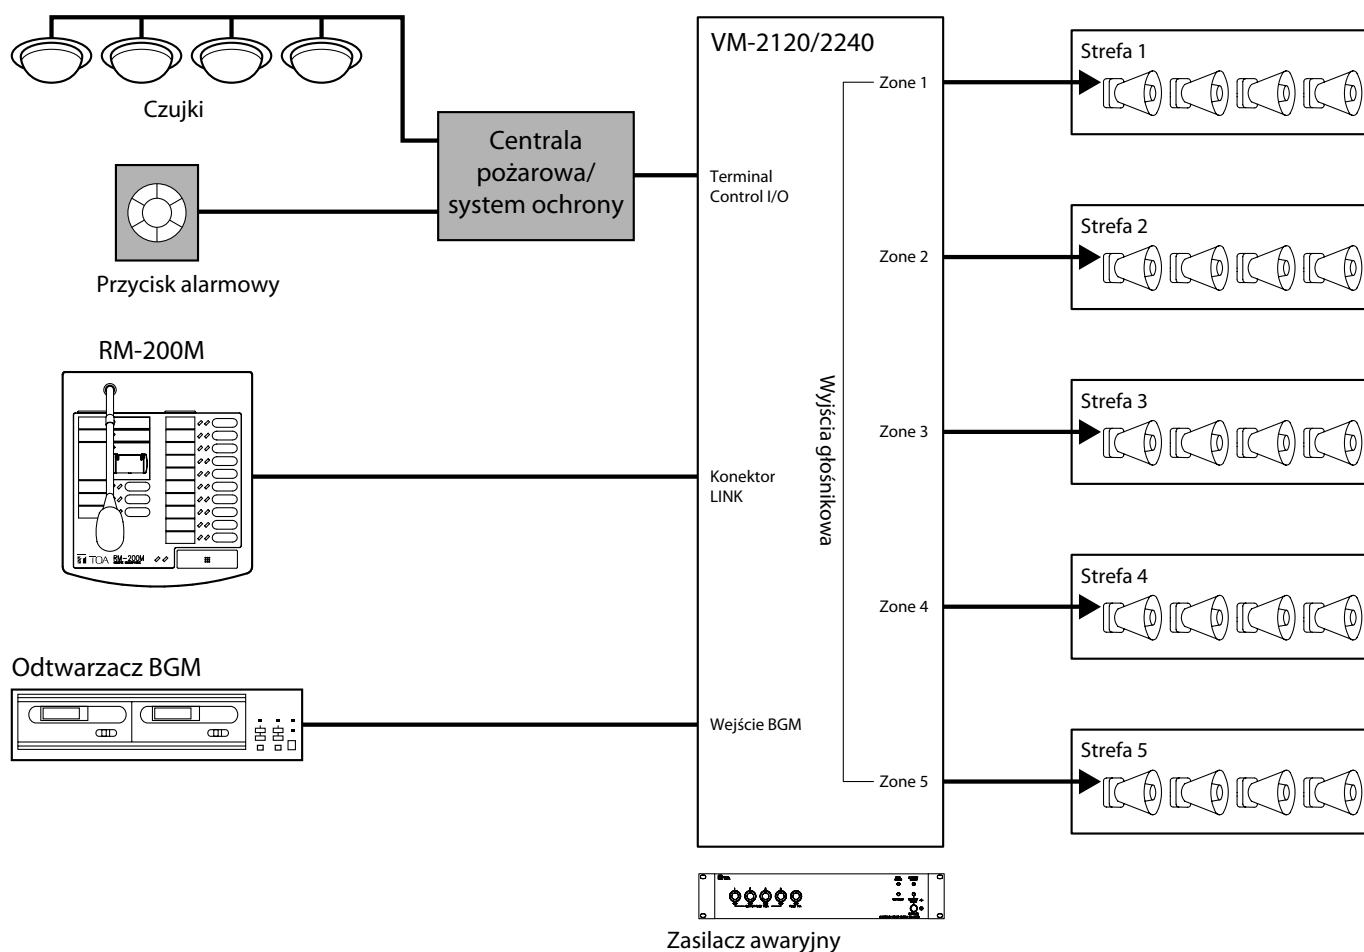 VM-2120/2240
Czujki
Centrala
pożarowa/
system ochrony
Przycisk alarmowy
RM-200M
TOA RM-200M
Odtwarzacz BGM
Terminal
Control I/O
Konektor
LINK
Wejście BGM
Wyjścia głośnikowa
Zone 1
Zone 2
Zone 3
Zone 4
Zone 5
Strefa 1
Strefa 2
Strefa 3
Strefa 4
Strefa 5
Zasilacz awaryjny